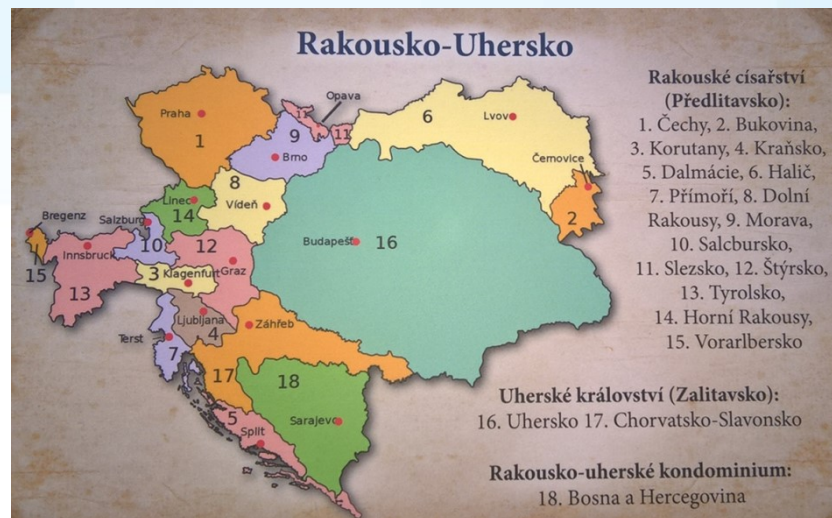 Rakousko-Uhersko
Rakouské císařství
(Předlitavsko):
1. Čechy, 2. Bukovina,
3. Korutany, 4. Kraňsko,
5. Dalmácie, 6. Halič,
7. Přímoří, 8. Dolní
Rakousy, 9. Morava,
10. Salcbursko,
11. Slezsko, 12. Štýrsko,
13. Tyrolsko,
14. Horní Rakousy,
15. Vorarlbersko
Uherské království (Zalitavsko):
16. Uhersko 17. Chorvatsko-Slavonsko
Rakousko-uherské kondominium:
18. Bosna a Hercegovina
Praha
1
Opava
11
11
9
Brno
6
Lvov
Černovice
2
8
Vídeň
Linec
14
Salzburg
10
Bregenz
15
Innsbruck
13
12
Graz
3
Klagenfurt
Budapešť
16
Ljubljana
4
Terst
7
Záhřeb
17
18
Sarajevo
5
Split